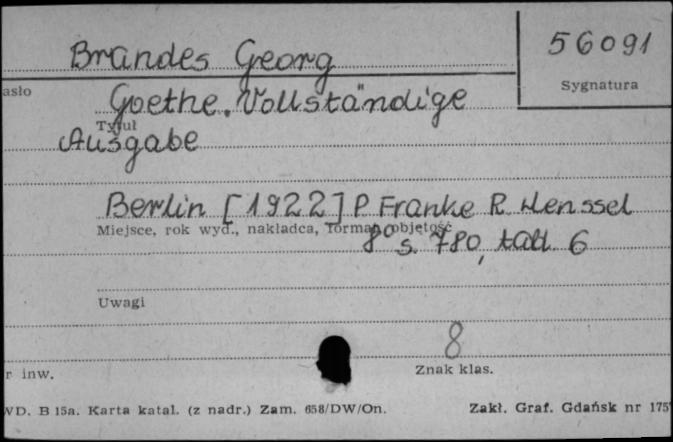 Brandes Georg
56091
asło
Sygnatura
Goethe. Vollständige
Tytuł
Ausgabe
Berlin [1922] P Franke R. Henssel
Miejsce, rok wyd., nakładca, format, objętość
8° s. 780, tabl 6
Uwagi
8
r inw.
Znak klas.
WD. B 15a. Karta katal. (z nadr.) Zam. 658/DW/On.
Zakł. Graf. Gdańsk nr 175